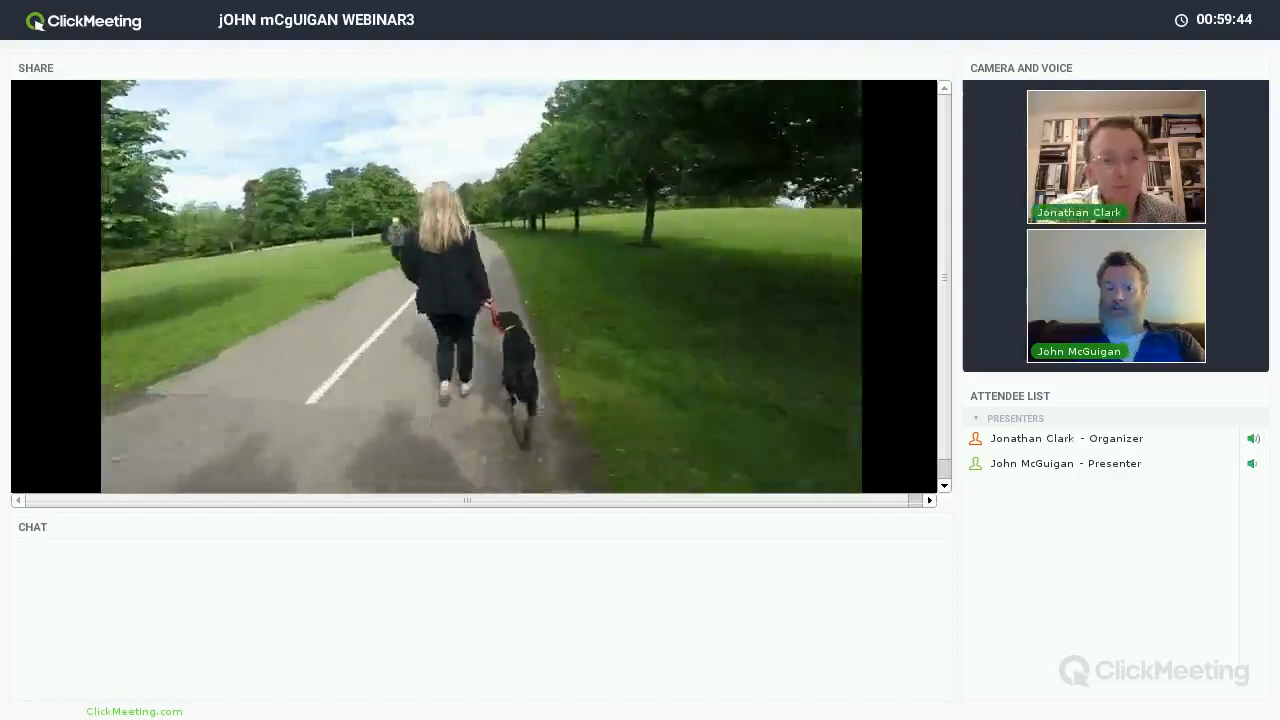 ClickMeeting
jOHN mCgUIGAN WEBINAR3
00:59:44
SHARE
CAMERA AND VOICE
Jonathan Clark
John McGuigan
ATTENDEE LIST
PRESENTERS
Jonathan Clark - Organizer
John McGuigan - Presenter
CHAT
ClickMeeting
ClickMeeting.com